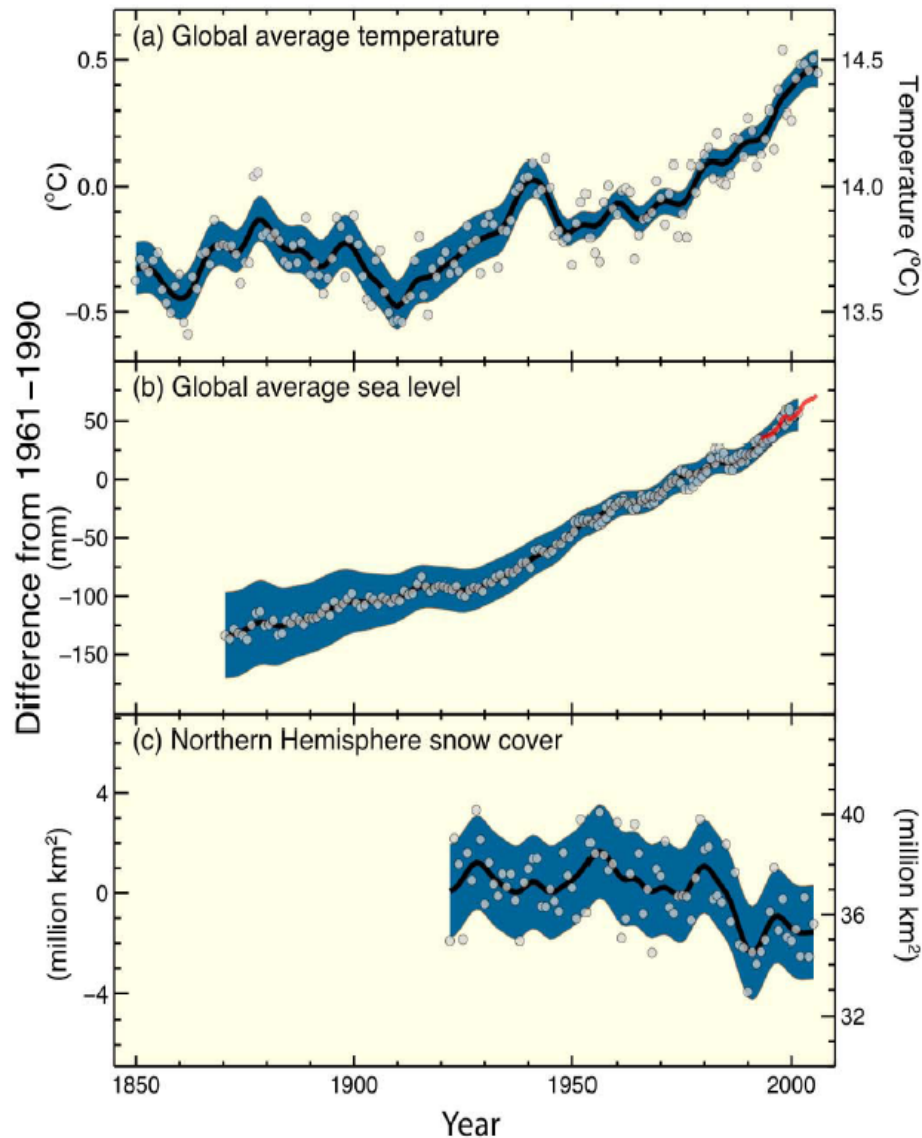 (a) Global average temperature
0.5
0.0
−0.5
(°C)
14.5
14.0
13.5
Temperature (°C)
Difference from 1961–1990
(b) Global average sea level
50
0
−50
−100
−150
(mm)
(c) Northern Hemisphere snow cover
4
0
−4
(million km²)
40
36
32
(million km²)
1850
1900
1950
2000
Year